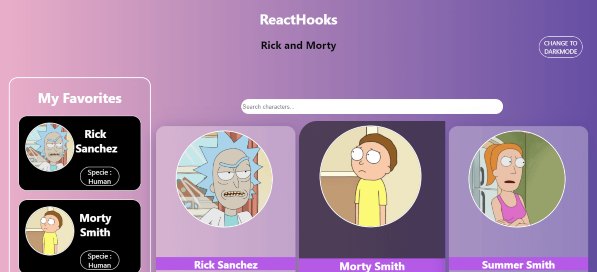 ReactHooks
Rick and Morty
CHANGE TO
DARKMODE
My Favorites
Rick
Sanchez
Specie :
Human
Morty
Smith
Specie :
Human
Search characters...
Rick Sanchez
Morty Smith
Summer Smith